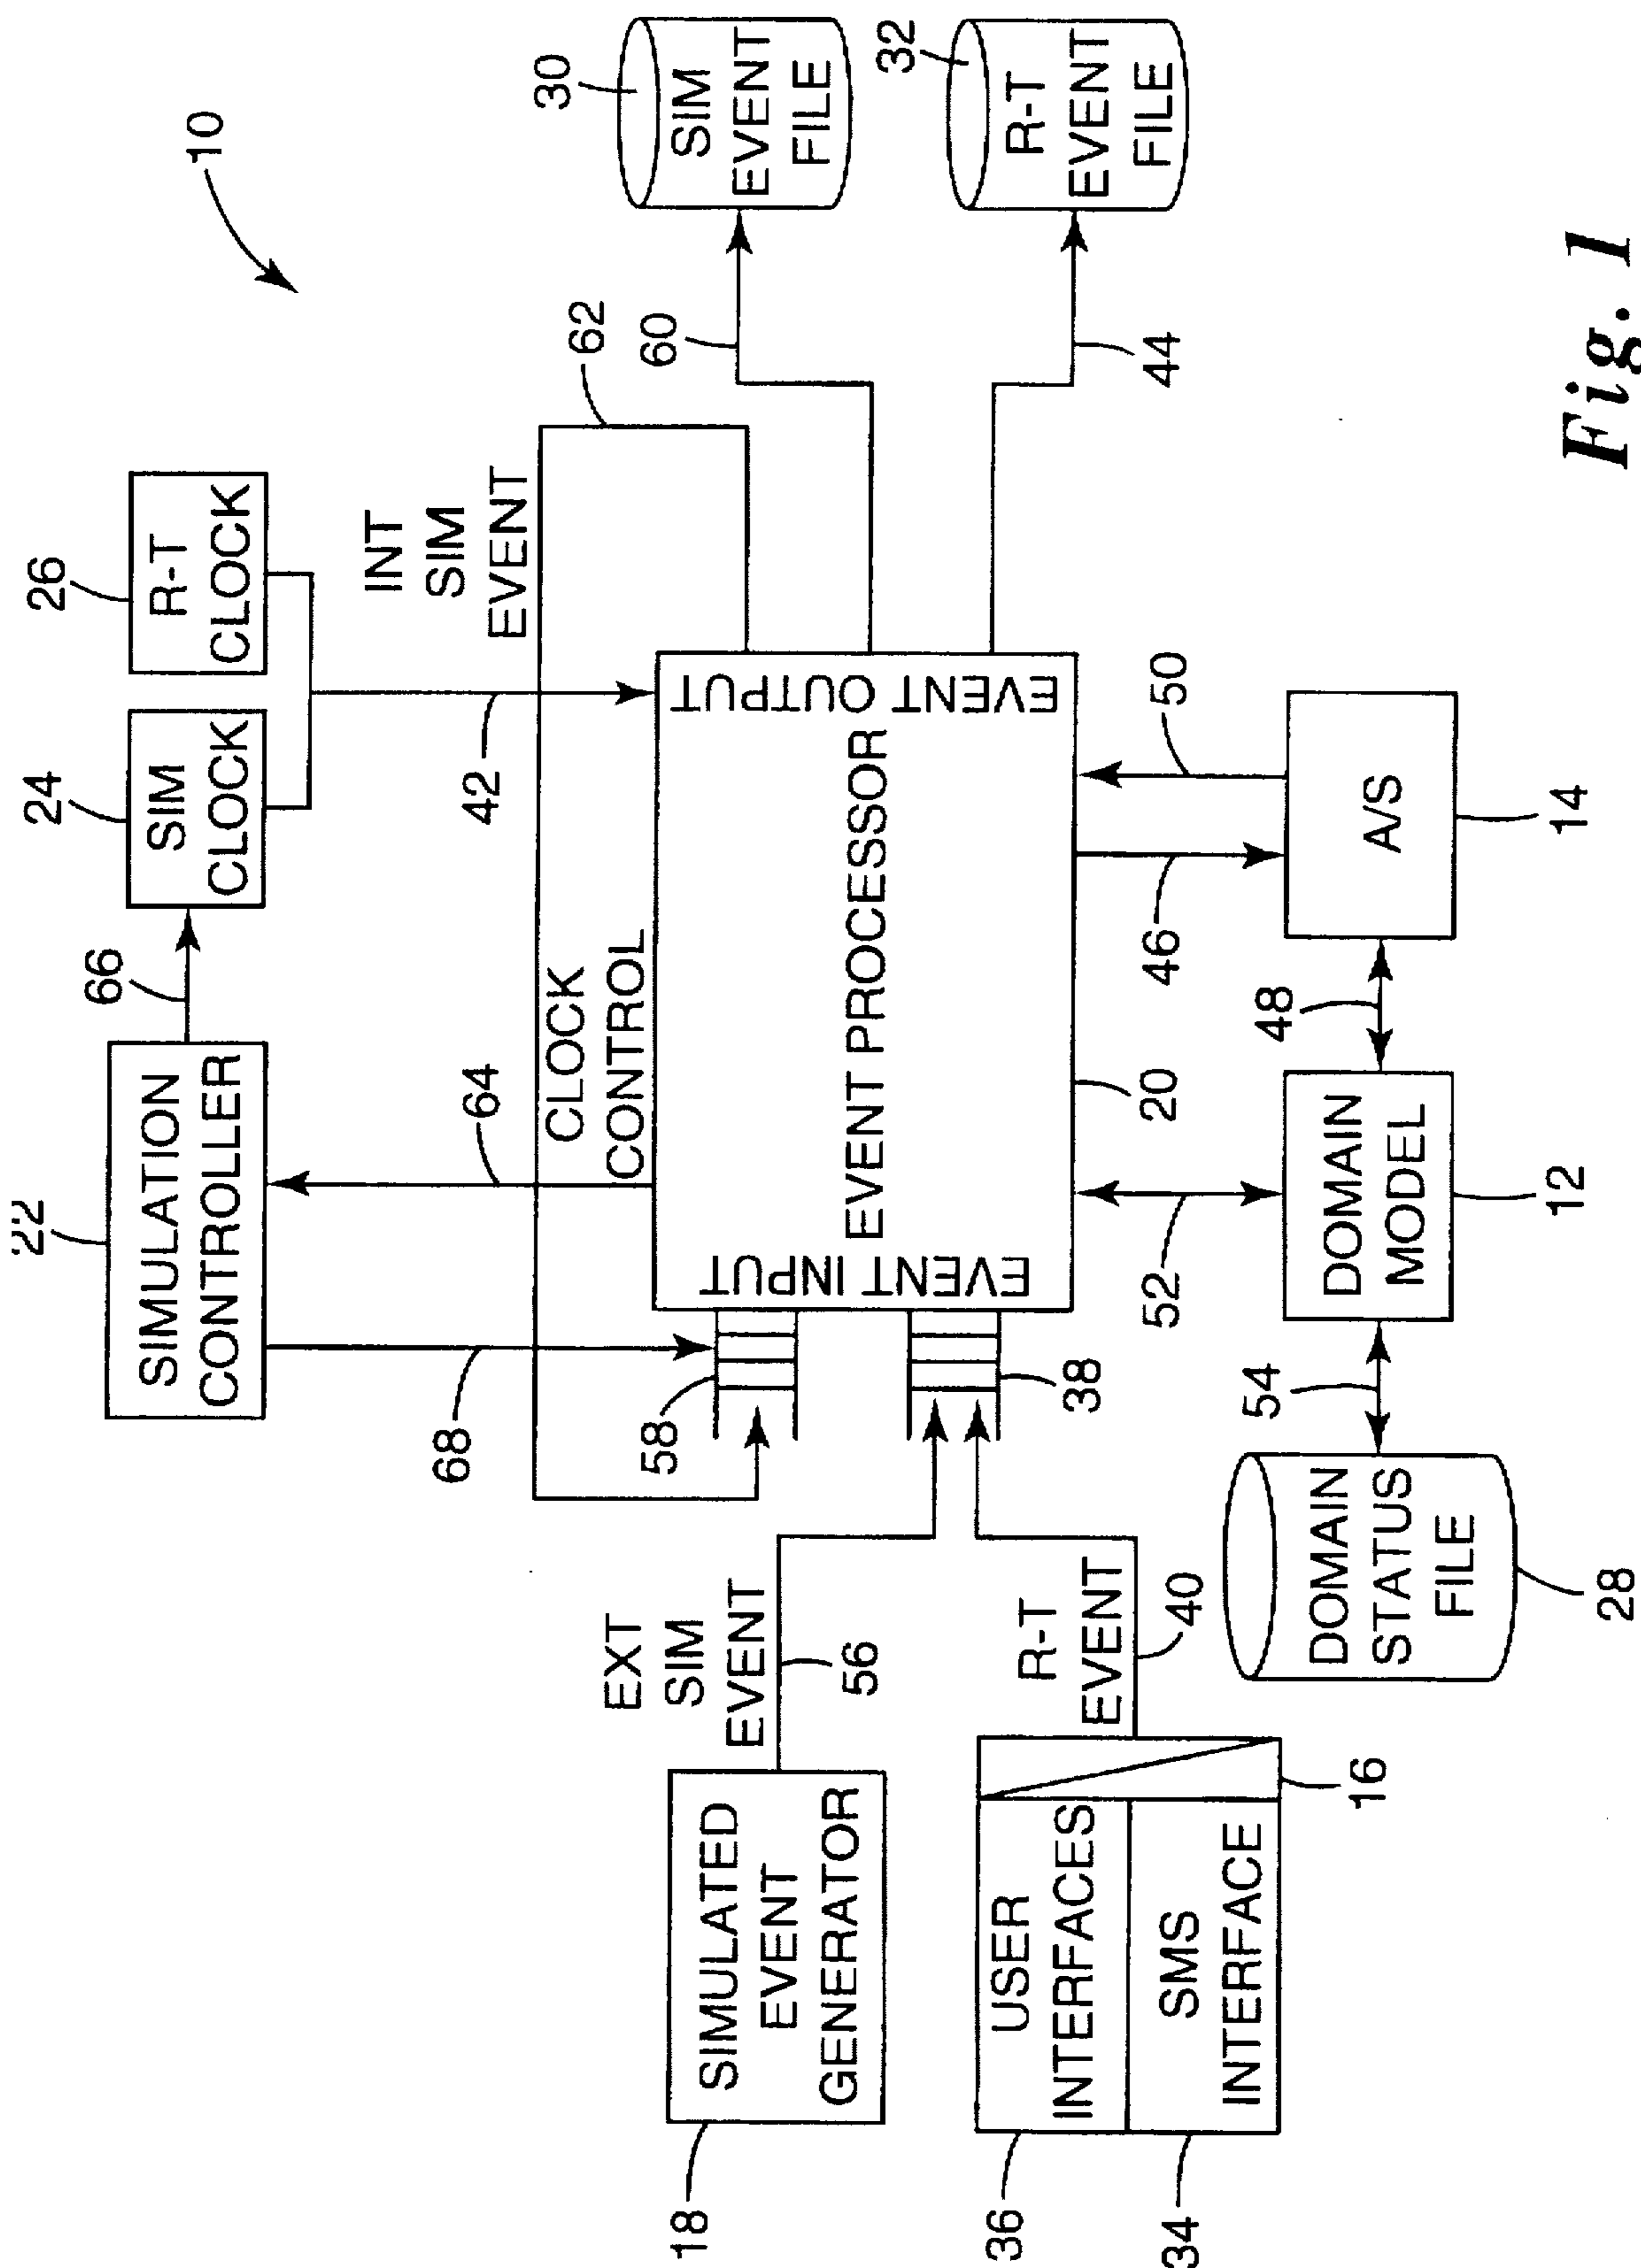 10
22
SIMULATION
CONTROLLER
66
24
SIM
CLOCK
26
R-T
CLOCK
68
64
42
INT
SIM
EVENT
62
CLOCK
CONTROL
58
38
EVENT INPUT
EVENT PROCESSOR
EVENT OUTPUT
20
60
30
SIM
EVENT
FILE
44
32
R-T
EVENT
FILE
18
SIMULATED
EVENT
GENERATOR
EXT
SIM
EVENT
56
36
USER
INTERFACES
34
SMS
INTERFACE
16
R-T
EVENT
40
28
DOMAIN
STATUS
FILE
54
52
DOMAIN
MODEL
12
48
46
50
A/S
14
Fig. 1